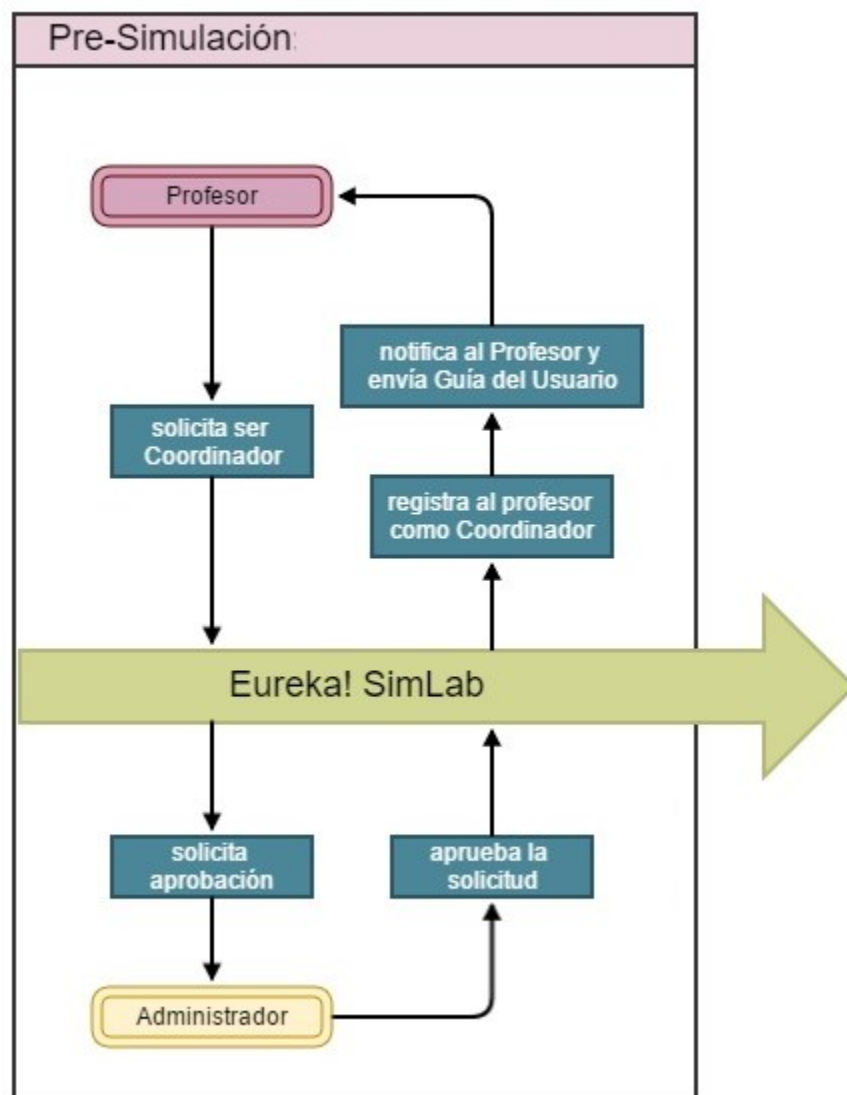 Pre-Simulación:
Profesor
solicita ser
Coordinador
notifica al Profesor y
envía Guía del Usuario
registra al profesor
como Coordinador
Eureka! SimLab
solicita
aprobación
aprueba la
solicitud
Administrador